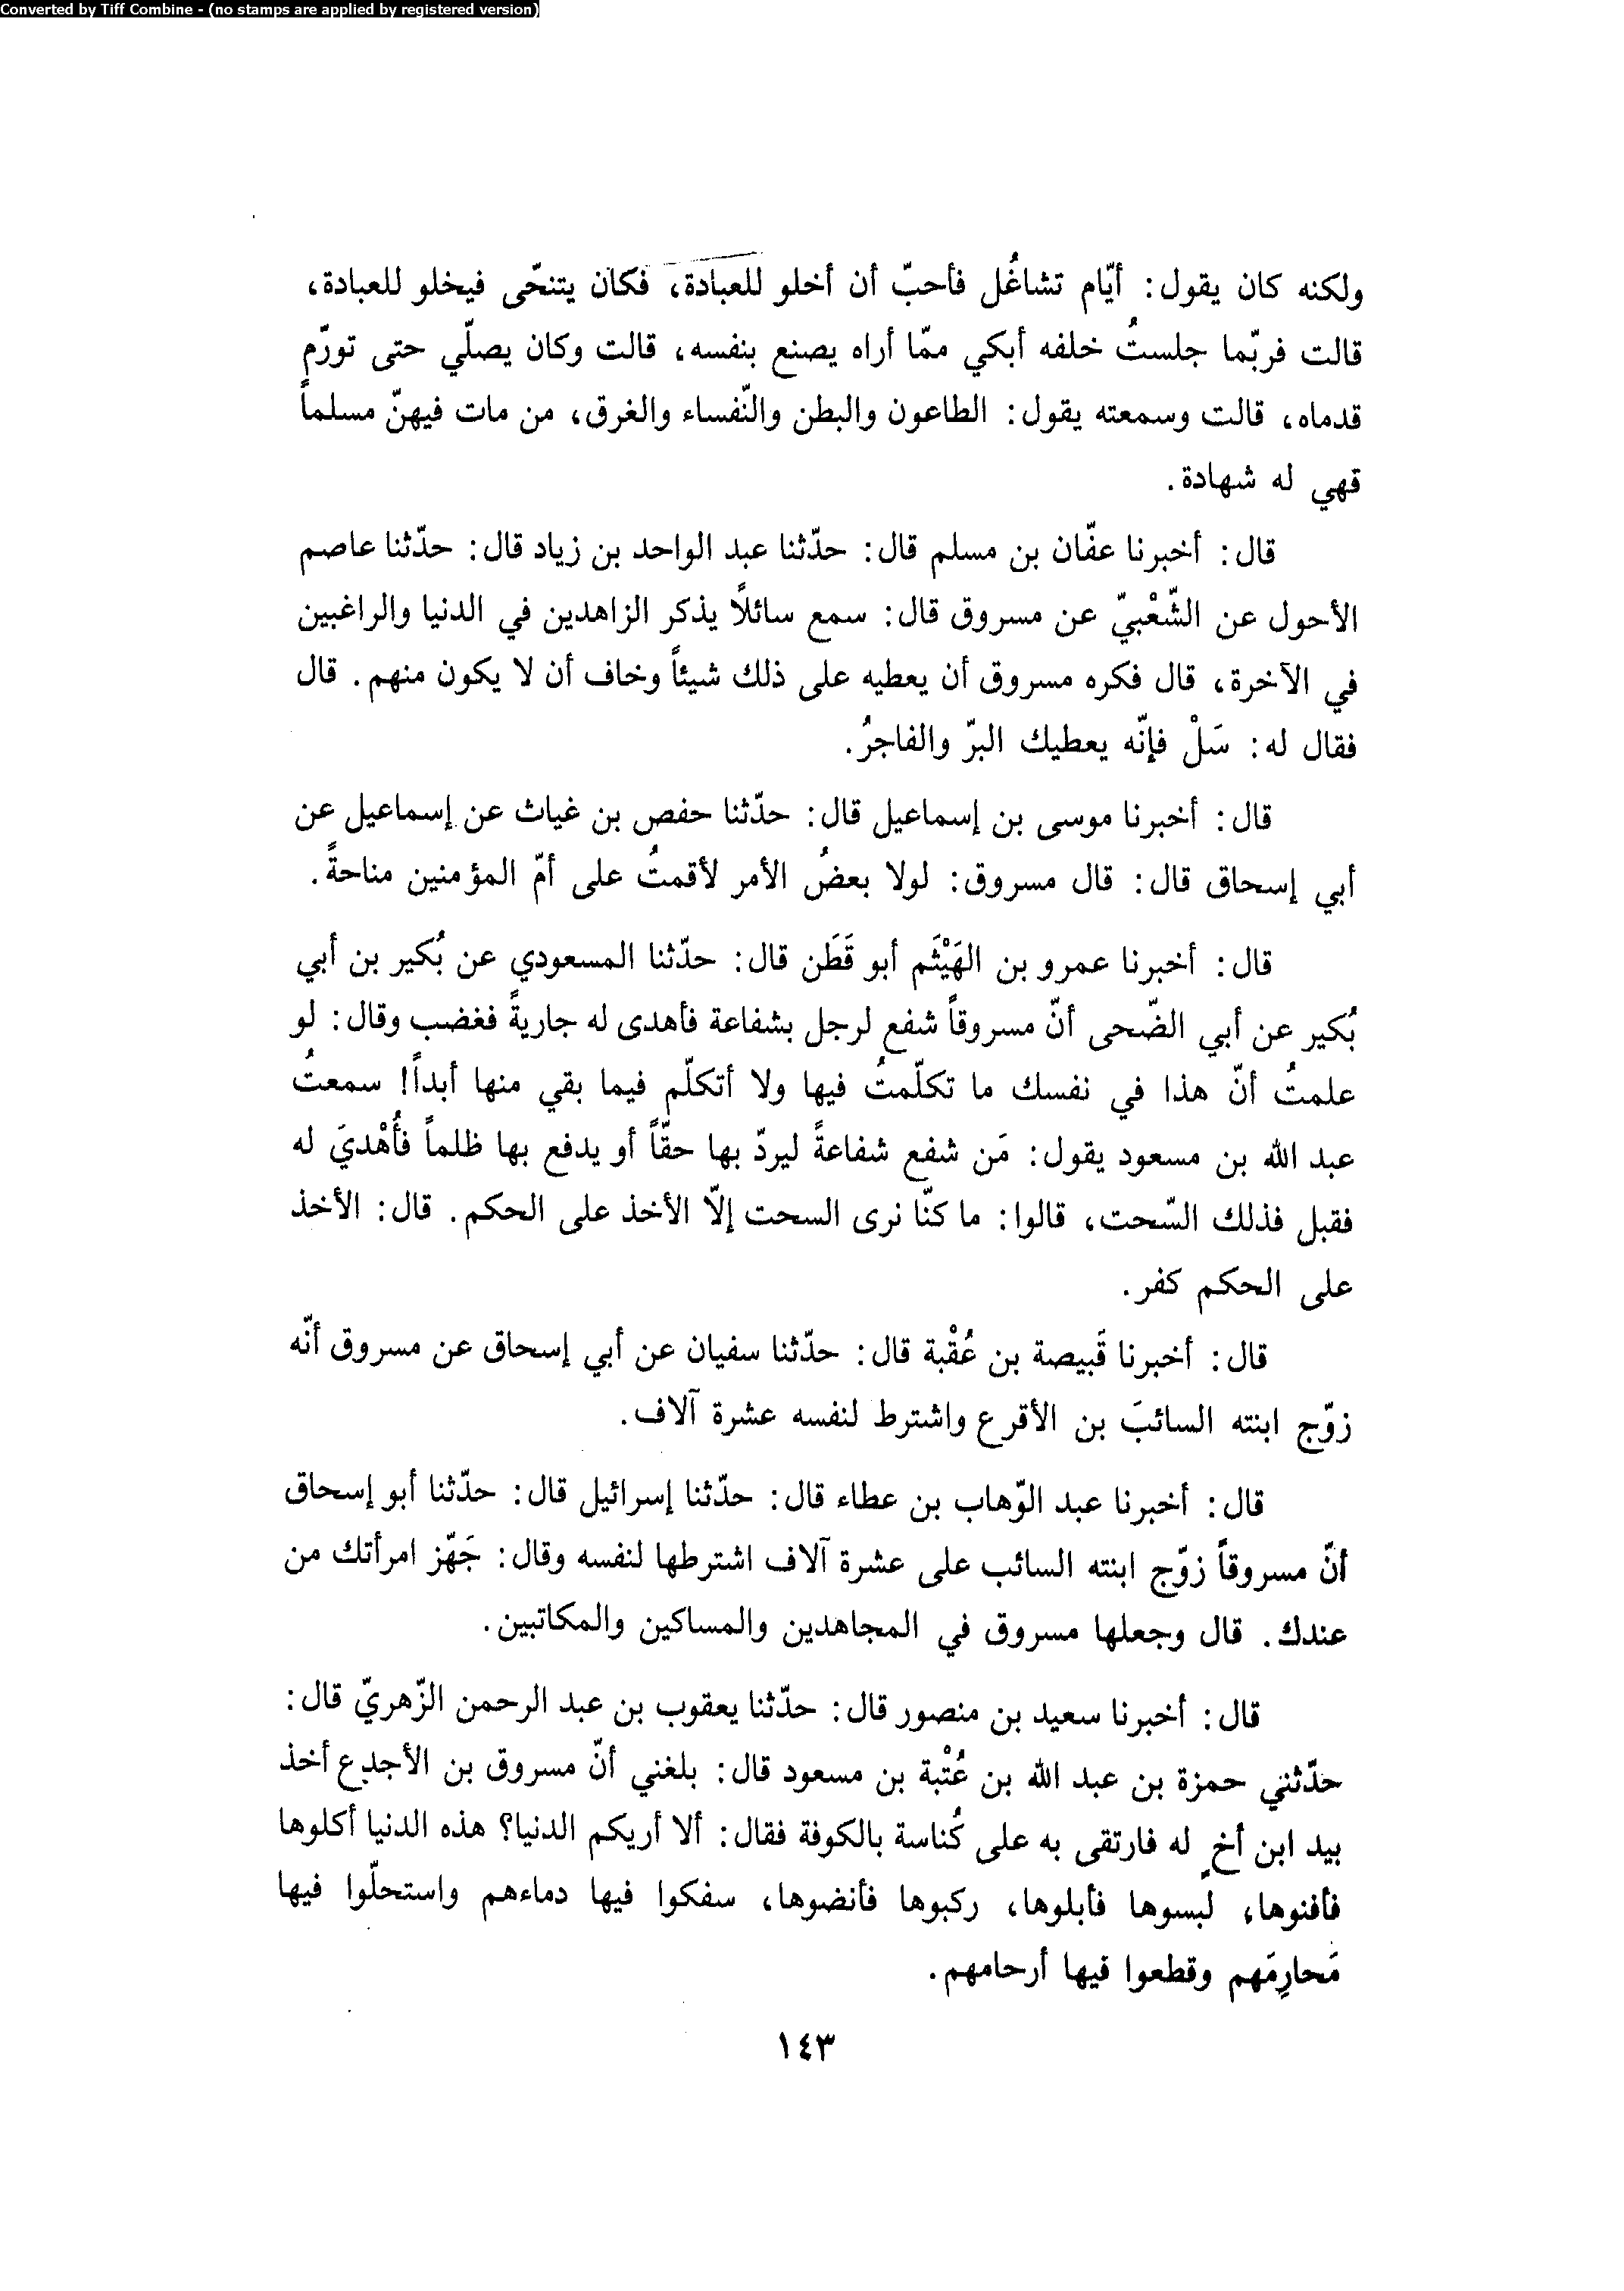 Converted by Tiff Combine - (no stamps are applied by registered version)
ولكنه كان يقول: أيّام تشاغُل فأحبّ أن أخلو للعبادة، فكان يتنحّى فيخلو للعبادة،
قالت فربّما جلستُ خلفه أبكي ممّا أراه يصنع بنفسه، قالت وكان يصلّي حتى تورّم
قدماه، قالت وسمعته يقول: الطاعون والبطن والنّفساء والغرق، من مات فيهنّ مسلماً
قهي له شهادة.
قال: أخبرنا عفّان بن مسلم قال: حدّثنا عبد الواحد بن زياد قال: حدّثنا عاصم
الأحول عن الشّعْبيّ عن مسروق قال: سمع سائلاً يذكر الزاهدين في الدنيا والراغبين
في الآخرة، قال فكره مسروق أن يعطيه على ذلك شيئاً وخاف أن لا يكون منهم. قال
فقال له: سَلْ فإنّه يعطيك البرّ والفاجرُ.
قال: أخبرنا موسى بن إسماعيل قال: حدّثنا حفص بن غياث عن إسماعيل عن
أبي إسحاق قال: قال مسروق: لولا بعضُ الأمر لأقمتُ على أمّ المؤمنين مناحةً.
قال: أخبرنا عمرو بن الهَيْثَم أبو قَطَن قال: حدّثنا المسعودي عن بُكير بن أبي
بُكير عن أبي الضّحى أنّ مسروقاً شفع لرجل بشفاعة فأهدى له جاريةً فغضب وقال: لو
علمتُ أنّ هذا في نفسك ما تكلّمتُ فيها ولا أتكلّم فيما بقي منها أبداً! سمعتُ
عبد الله بن مسعود يقول: مَن شفع شفاعةً ليردّ بها حقّاً أو يدفع بها ظلماً فأُهْديَ له
فقبل فذلك السّحت، قالوا: ما كنّا نرى السحت إلاّ الأخذ على الحكم. قال: الأخذ
على الحكم كفر.
قال: أخبرنا قَبيصة بن عُقْبة قال: حدّثنا سفيان عن أبي إسحاق عن مسروق أنّه
زوّج ابنته السائبَ بن الأقرع واشترط لنفسه عشرة آلاف.
قال: أخبرنا عبد الوّهاب بن عطاء قال: حدّثنا إسرائيل قال: حدّثنا أبو إسحاق
أنّ مسروقاً زوّج ابنته السائب على عشرة آلاف اشترطها لنفسه وقال: جَهّز امرأتك من
عندك. قال وجعلها مسروق في المجاهدين والمساكين والمكاتبين.
قال: أخبرنا سعيد بن منصور قال: حدّثنا يعقوب بن عبد الرحمن الزّهريّ قال:
حدّثني حمزة بن عبد الله بن عُتْبة بن مسعود قال: بلغني أنّ مسروق بن الأجدع أخذ
بيد ابن أخٍ له فارتقى به على كُناسة بالكوفة فقال: ألا أريكم الدنيا؟ هذه الدنيا أكلوها
فأفنوها، لبسوها فأبلوها، ركبوها فأنضوها، سفكوا فيها دماءهم واستحلّوا فيها
مَحارِمَهم وقطعوا فيها أرحامهم.
١٤٣